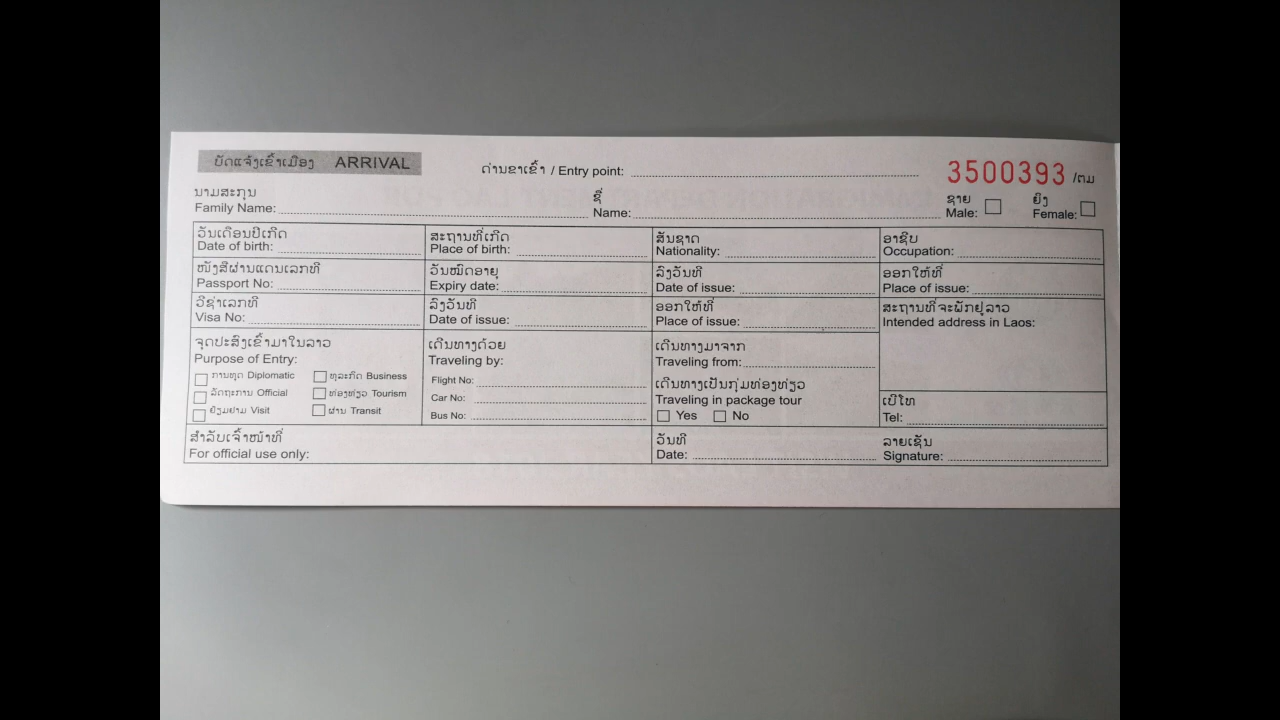 ບັດແຈ້ງເຂົ້າເມືອງ ARRIVAL
ດ່ານຂາເຂົ້າ / Entry point:
3500393 /ຕມ
ນາມສະກຸນ
Family Name:
ຊື່
Name:
ຊາຍ
Male:
ຍິງ
Female:
ວັນເດືອນປີເກີດ
Date of birth:
ສະຖານທີ່ເກີດ
Place of birth:
ສັນຊາດ
Nationality:
ອາຊີບ
Occupation:
ໜັງສືຜ່ານແດນເລກທີ
Passport No:
ວັນໝົດອາຍຸ
Expiry date:
ລົງວັນທີ
Date of issue:
ອອກໃຫ້ທີ່
Place of issue:
ວີຊ່າເລກທີ
Visa No:
ລົງວັນທີ
Date of issue:
ອອກໃຫ້ທີ່
Place of issue:
ສະຖານທີ່ຈະພັກຢູ່ລາວ
Intended address in Laos:
ຈຸດປະສົງເຂົ້າມາໃນລາວ
Purpose of Entry:
ການທູດ Diplomatic
ທຸລະກິດ Business
ລັດຖະການ Official
ທ່ອງທ່ຽວ Tourism
ຢ້ຽມຢາມ Visit
ຜ່ານ Transit
ເດີນທາງດ້ວຍ
Traveling by:
Flight No:
Car No:
Bus No:
ເດີນທາງມາຈາກ
Traveling from:
ເດີນທາງເປັນກຸ່ມທ່ອງທ່ຽວ
Traveling in package tour
Yes No
ເບີໂທ
Tel:
ສຳລັບເຈົ້າໜ້າທີ່
For official use only:
ວັນທີ
Date:
ລາຍເຊັນ
Signature: